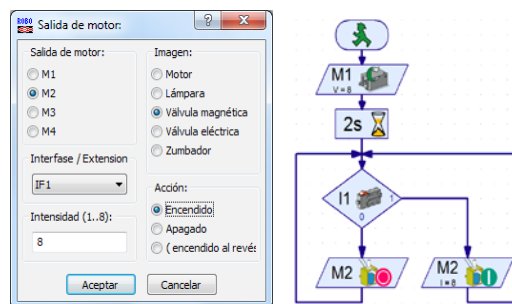 ROBO
Salida de motor:
Salida de motor:
M1
M2
M3
M4
Interfase / Extension
IF1
Intensidad (1..8):
8
Imagen:
Motor
Lámpara
Välvula magnética
Válvula eléctrica
Zumbador
Acción:
Encendido
Apagado
( encendido al revés
Aceptar
Cancelar
M1
V = 8
2s
I1
1
0
M2
M2
I = 8